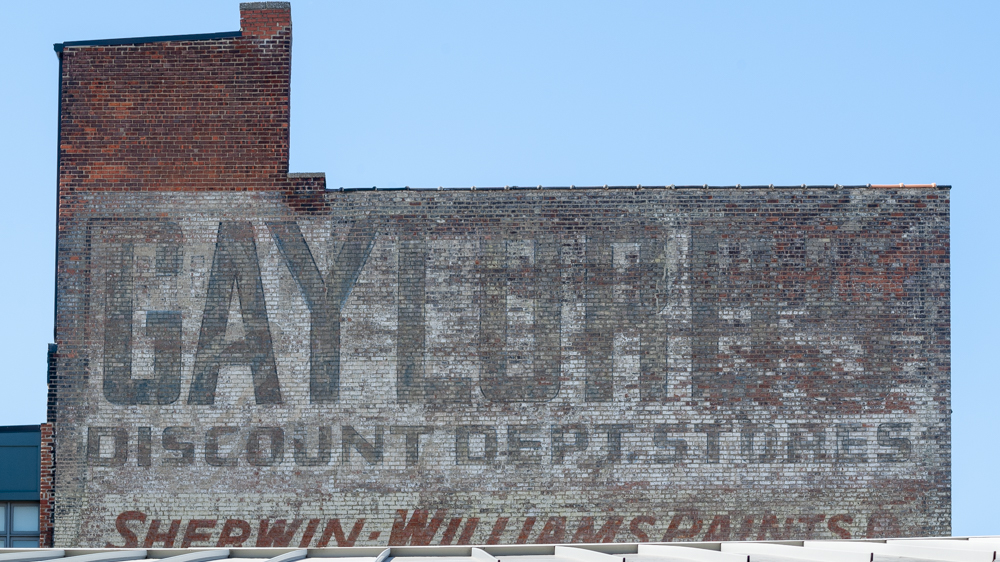 GAYLORDS
DISCOUNT DEPT. STORES
SHERWIN-WILLIAMS PAINTS